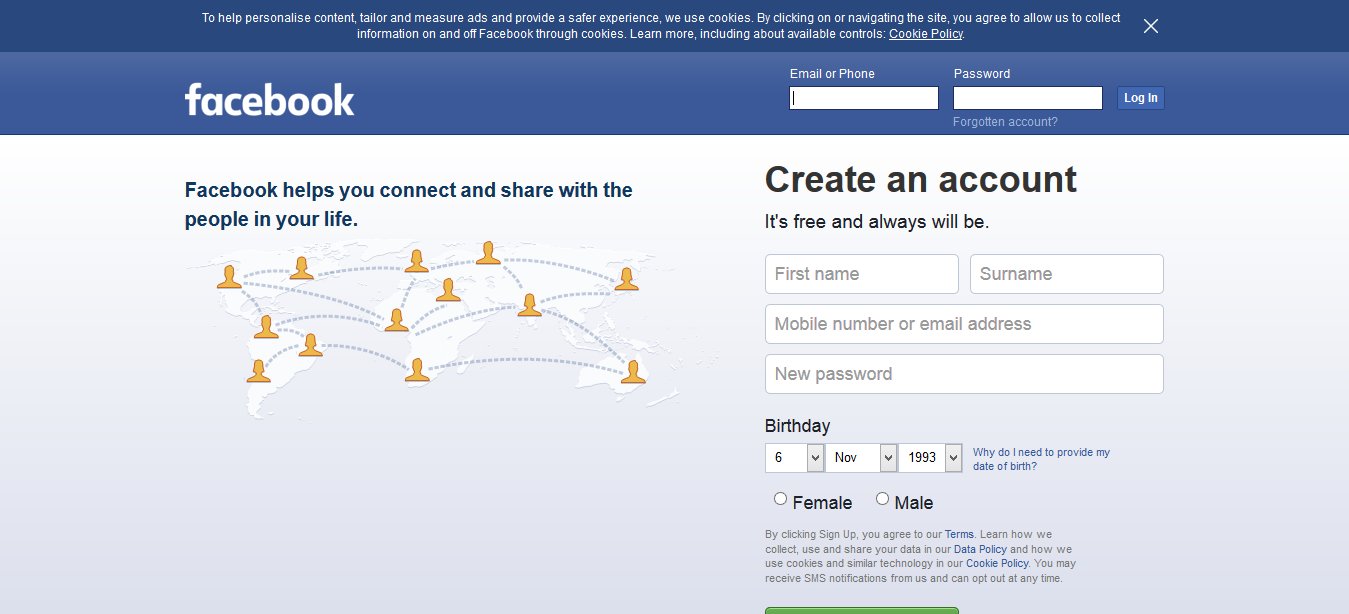 To help personalise content, tailor and measure ads and provide a safer experience, we use cookies. By clicking on or navigating the site, you agree to allow us to collect
information on and off Facebook through cookies. Learn more, including about available controls: Cookie Policy.
facebook
Email or Phone
Password
Log In
Forgotten account?
Facebook helps you connect and share with the
people in your life.
Create an account
It's free and always will be.
First name
Surname
Mobile number or email address
New password
Birthday
6
Nov
1993
Why do I need to provide my
date of birth?
Female
Male
By clicking Sign Up, you agree to our Terms. Learn how we
collect, use and share your data in our Data Policy and how we
use cookies and similar technology in our Cookie Policy. You may
receive SMS notifications from us and can opt out at any time.